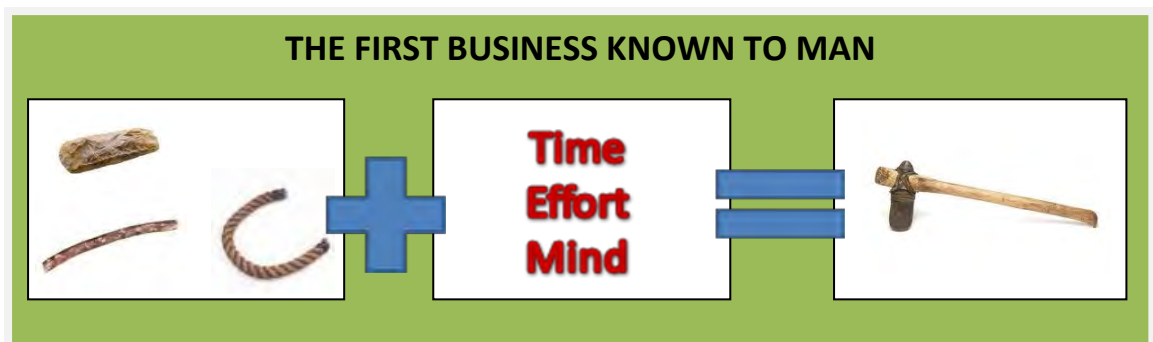 THE FIRST BUSINESS KNOWN TO MAN
Time
Effort
Mind